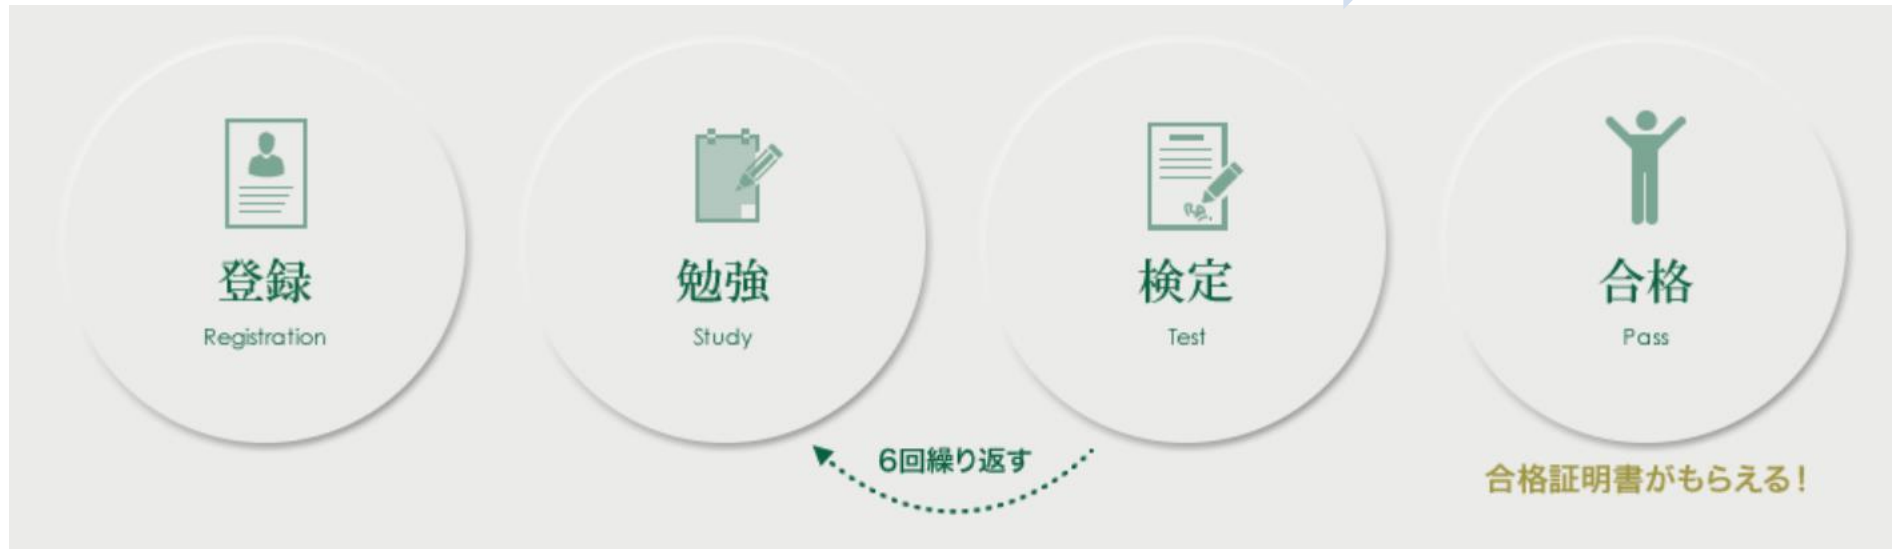 登録
Registration
勉強
Study
検定
Test
合格
Pass
6回繰り返す
合格証明書がもらえる!